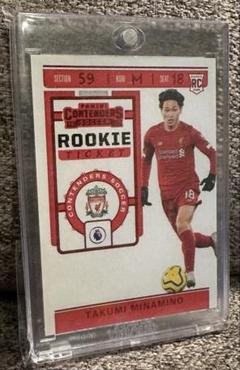 SECTION 59 ROW M SEAT 18 RC
PANINI
CONTENDERS
SOCCER
ROOKIE
TICKET
CONTENDERS SOCCER
18
TAKUMI MINAMINO